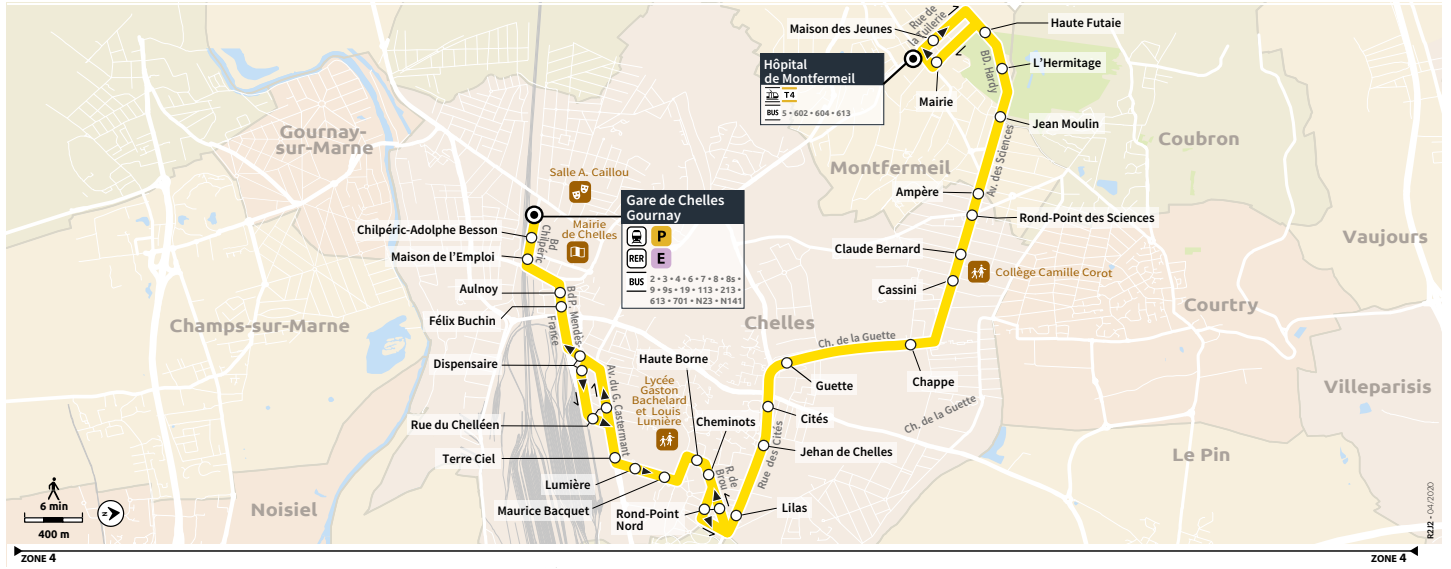 Maison des Jeunes
Rue de
la Tuilerie
Haute Futaie
Hôpital
de Montfermeil
T4
BUS 5 • 602 • 604 • 613
L'Hermitage
BD. Hardy
Mairie
Jean Moulin
Gournay-
sur-Marne
Coubron
Montfermeil
Av. des Sciences
Salle A. Caillou
Ampère
Gare de Chelles
Gournay
P
RER E
BUS 2 • 3 • 4 • 6 • 7 • 8 • 8s •
9 • 9s • 19 • 113 • 213 •
613 • 701 • N23 • N141
Rond-Point des Sciences
Chilpéric-Adolphe Besson
Bd
Chilpéric
Mairie
de Chelles
Vaujours
Maison de l'Emploi
Claude Bernard
Collège Camille Corot
Aulnoy
Cassini
Bd P. Mendès
France
Félix Buchin
Courtry
Champs-sur-Marne
Chelles
Ch. de la Guette
Dispensaire
Haute Borne
Guette
Chappe
Villeparisis
Av. du G. Castermant
Lycée
Gaston
Bachelard
et Louis
Lumière
Rue du Chelléen
Cheminots
Cités
Ch. de la Guette
Rue des Cités
Jehan de Chelles
Terre Ciel
Le Pin
Lumière
R. de
Brou
Maurice Bacquet
Rond-Point
Nord
Lilas
Noisiel
6 min
400 m
N
R2J2 - 04/2020
ZONE 4
ZONE 4